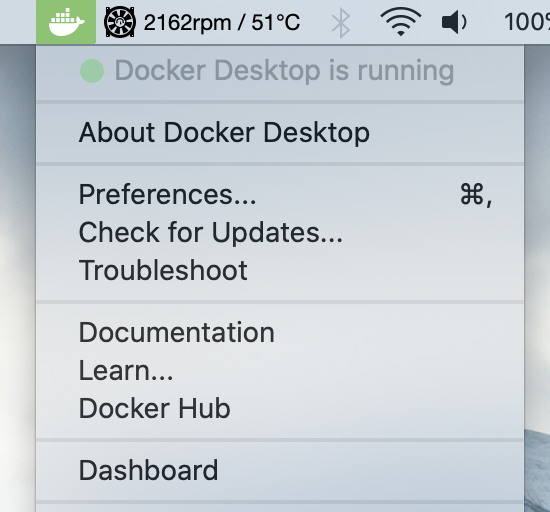 2162rpm / 51°C 100%
Docker Desktop is running
About Docker Desktop
Preferences... ⌘,
Check for Updates...
Troubleshoot
Documentation
Learn...
Docker Hub
Dashboard